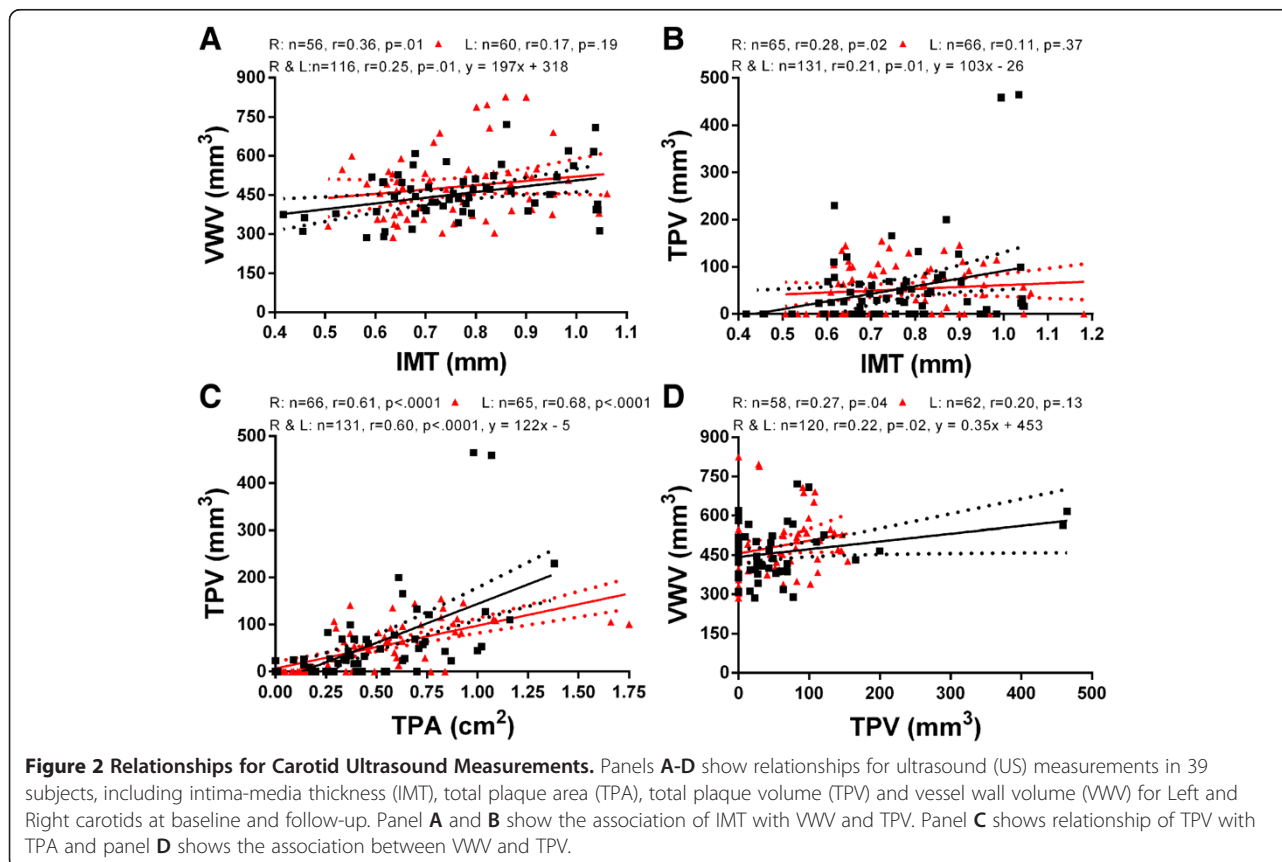 A
R: n=56, r=0.36, p=.01 L: n=60, r=0.17, p=.19
R & L:n=116, r=0.25, p=.01, y = 197x + 318
900
750
600
450
300
150
0
VWV (mm³)
0.4 0.5 0.6 0.7 0.8 0.9 1.0 1.1
IMT (mm)
B
R: n=65, r=0.28, p=.02 L: n=66, r=0.11, p=.37
R & L: n=131, r=0.21, p=.01, y = 103x - 26
500
400
300
200
100
0
TPV (mm³)
0.4 0.5 0.6 0.7 0.8 0.9 1.0 1.1 1.2
IMT (mm)
C
R: n=66, r=0.61, p<.0001 L: n=65, r=0.68, p<.0001
R & L: n=131, r=0.60, p<.0001, y = 122x - 5
500
400
300
200
100
0
TPV (mm³)
0.00 0.25 0.50 0.75 1.00 1.25 1.50 1.75
TPA (cm²)
D
R: n=58, r=0.27, p=.04 L: n=62, r=0.20, p=.13
R & L: n=120, r=0.22, p=.02, y = 0.35x + 453
900
750
600
450
300
150
0
VWV (mm³)
0 100 200 300 400 500
TPV (mm³)
Figure 2 Relationships for Carotid Ultrasound Measurements. Panels A-D show relationships for ultrasound (US) measurements in 39
subjects, including intima-media thickness (IMT), total plaque area (TPA), total plaque volume (TPV) and vessel wall volume (VWV) for Left and
Right carotids at baseline and follow-up. Panel A and B show the association of IMT with VWV and TPV. Panel C shows relationship of TPV with
TPA and panel D shows the association between VWV and TPV.